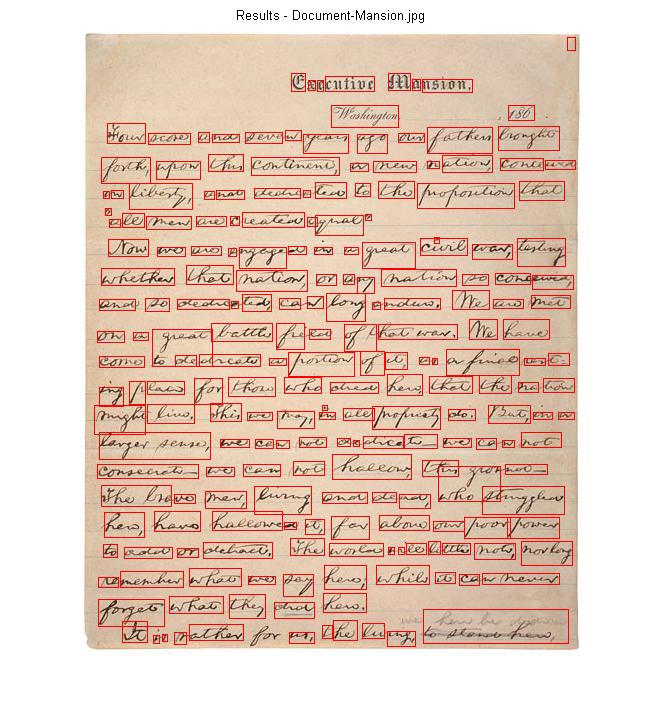 Results - Document-Mansion.jpg
Executive Mansion,
Washington, , 186 .
Four score and seven years ago our fathers brought
forth, upon this continent, a new nation, conceived
in liberty, and dedicated to the proposition that
all men are created equal
Now we are engaged in a great civil war, testing
whether that nation, or any nation so conceived,
and so dedicated, can long endure. We are met
on a great battle field of that war. We have
come to dedicate a portion of it, as a final rest-
ing place for those who died here, that the nation
might live. This we may, in all propriety do. But, in a
larger sense, we can not dedicate — we can not
consecrate — we can not hallow, this ground —
The brave men, living and dead, who struggled
here, have hallowed it, far above our poor power
to add or detract. The world will little note, nor long
remember what we say here; while it can never
forget what they did here.
It is rather for us, the living, to stand here,
we here be dedica